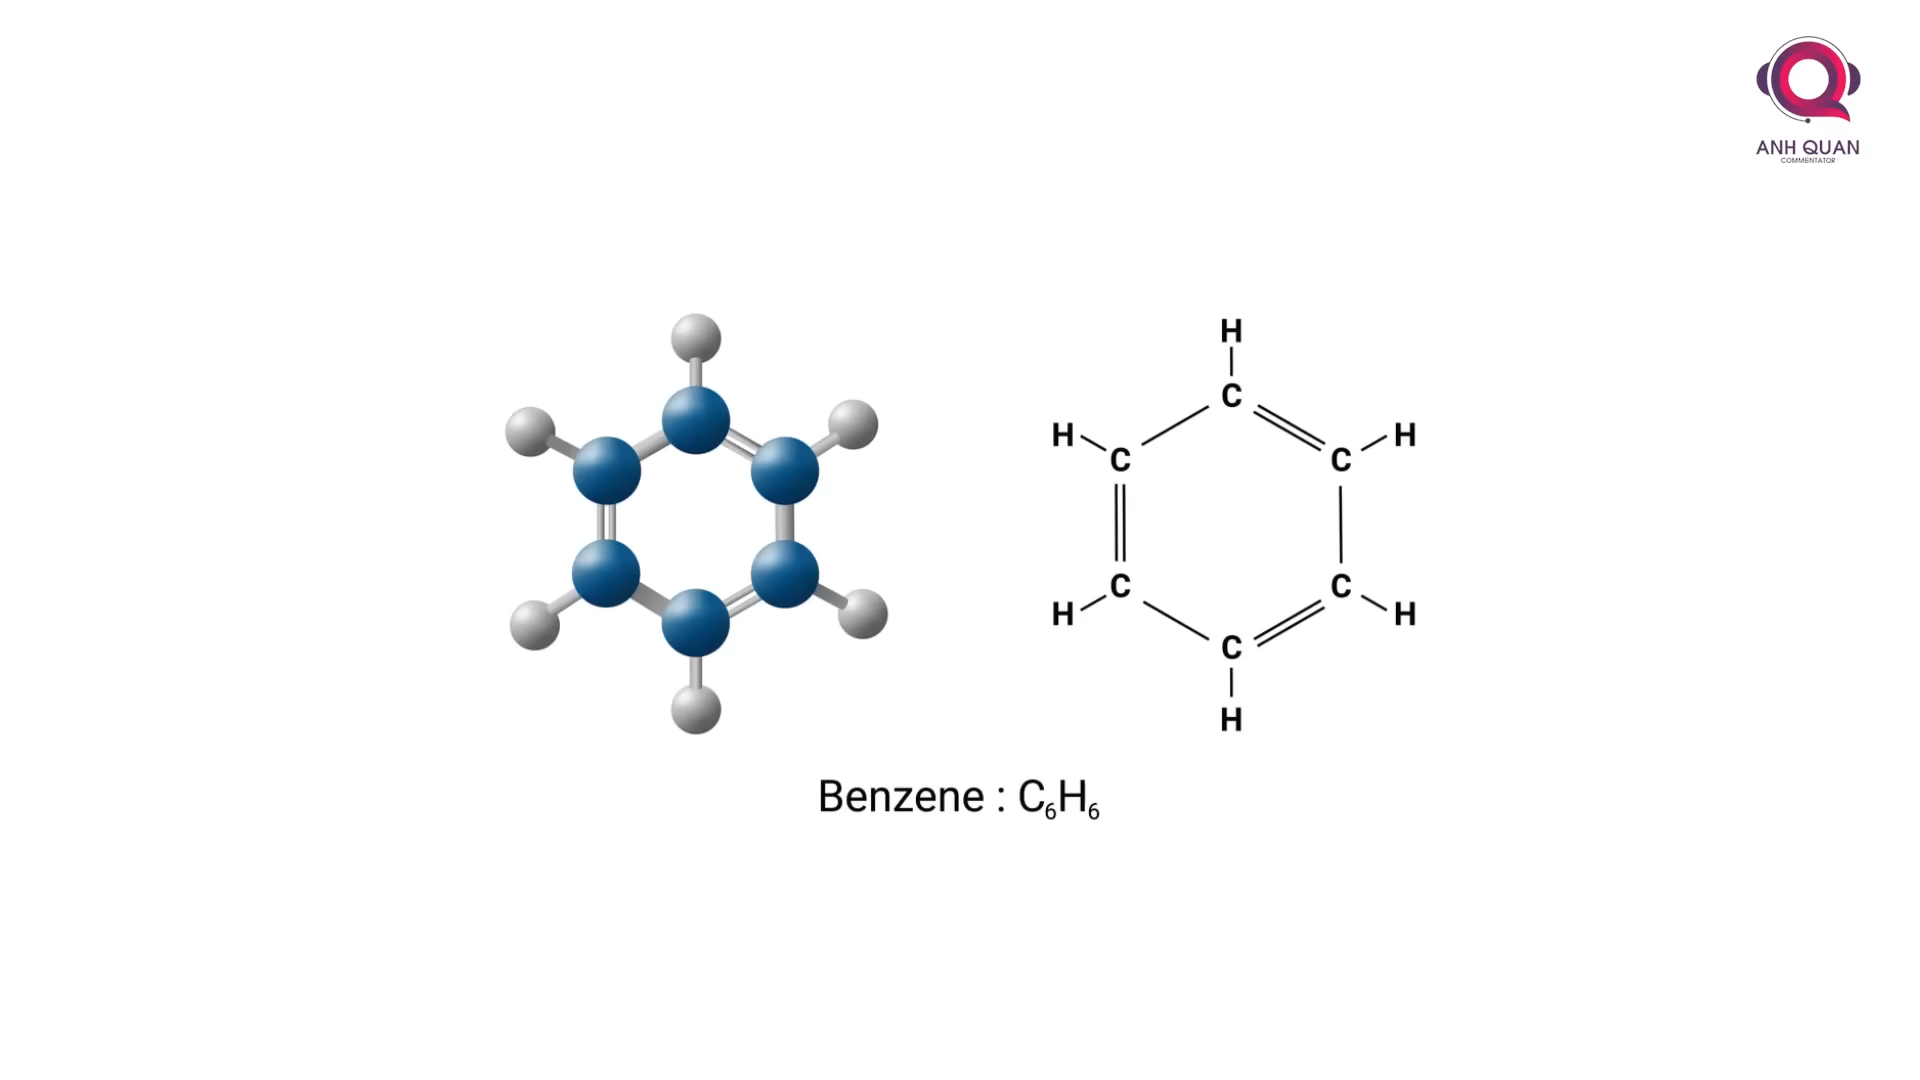 ANH QUAN
COMMENTATOR
H
C
H C C H
H C C H
C
H
Benzene : C₆H₆